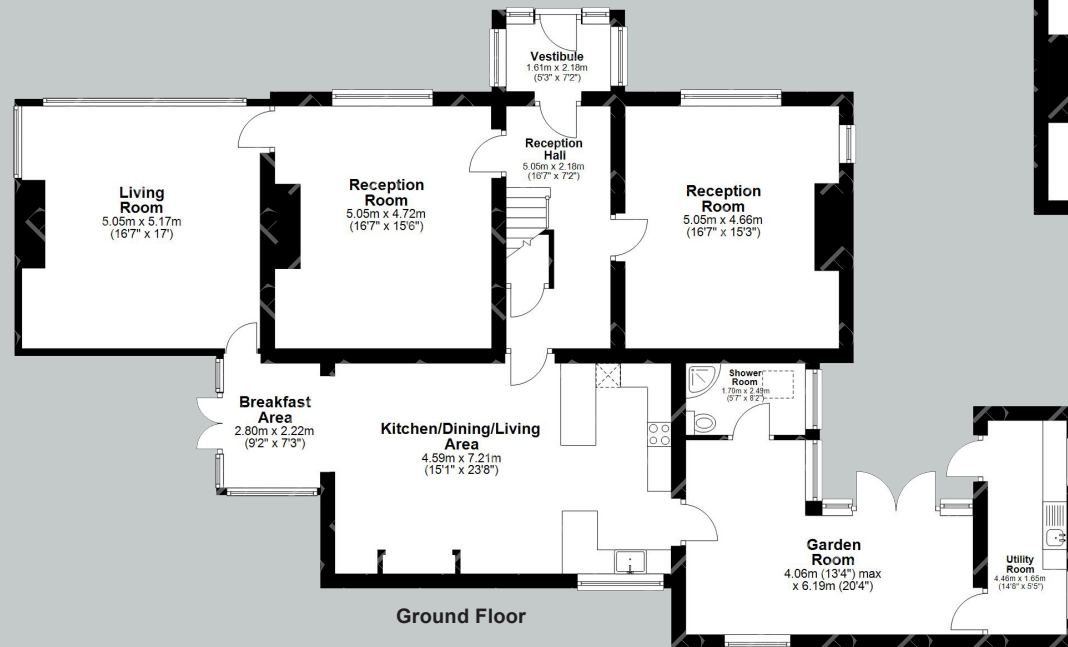 Vestibule
1.61m x 2.18m
(5'3" x 7'2")
Reception
Hall
5.05m x 2.18m
(16'7" x 7'2")
Living
Room
5.05m x 5.17m
(16'7" x 17')
Reception
Room
5.05m x 4.72m
(16'7" x 15'6")
Reception
Room
5.05m x 4.66m
(16'7" x 15'3")
Shower
Room
1.70m x 2.49m
(5'7" x 8'2")
Breakfast
Area
2.80m x 2.22m
(9'2" x 7'3")
Kitchen/Dining/Living
Area
4.59m x 7.21m
(15'1" x 23'8")
Garden
Room
4.06m (13'4") max
x 6.19m (20'4")
Utility
Room
4.46m x 1.65m
(14'8" x 5'5")
Ground Floor